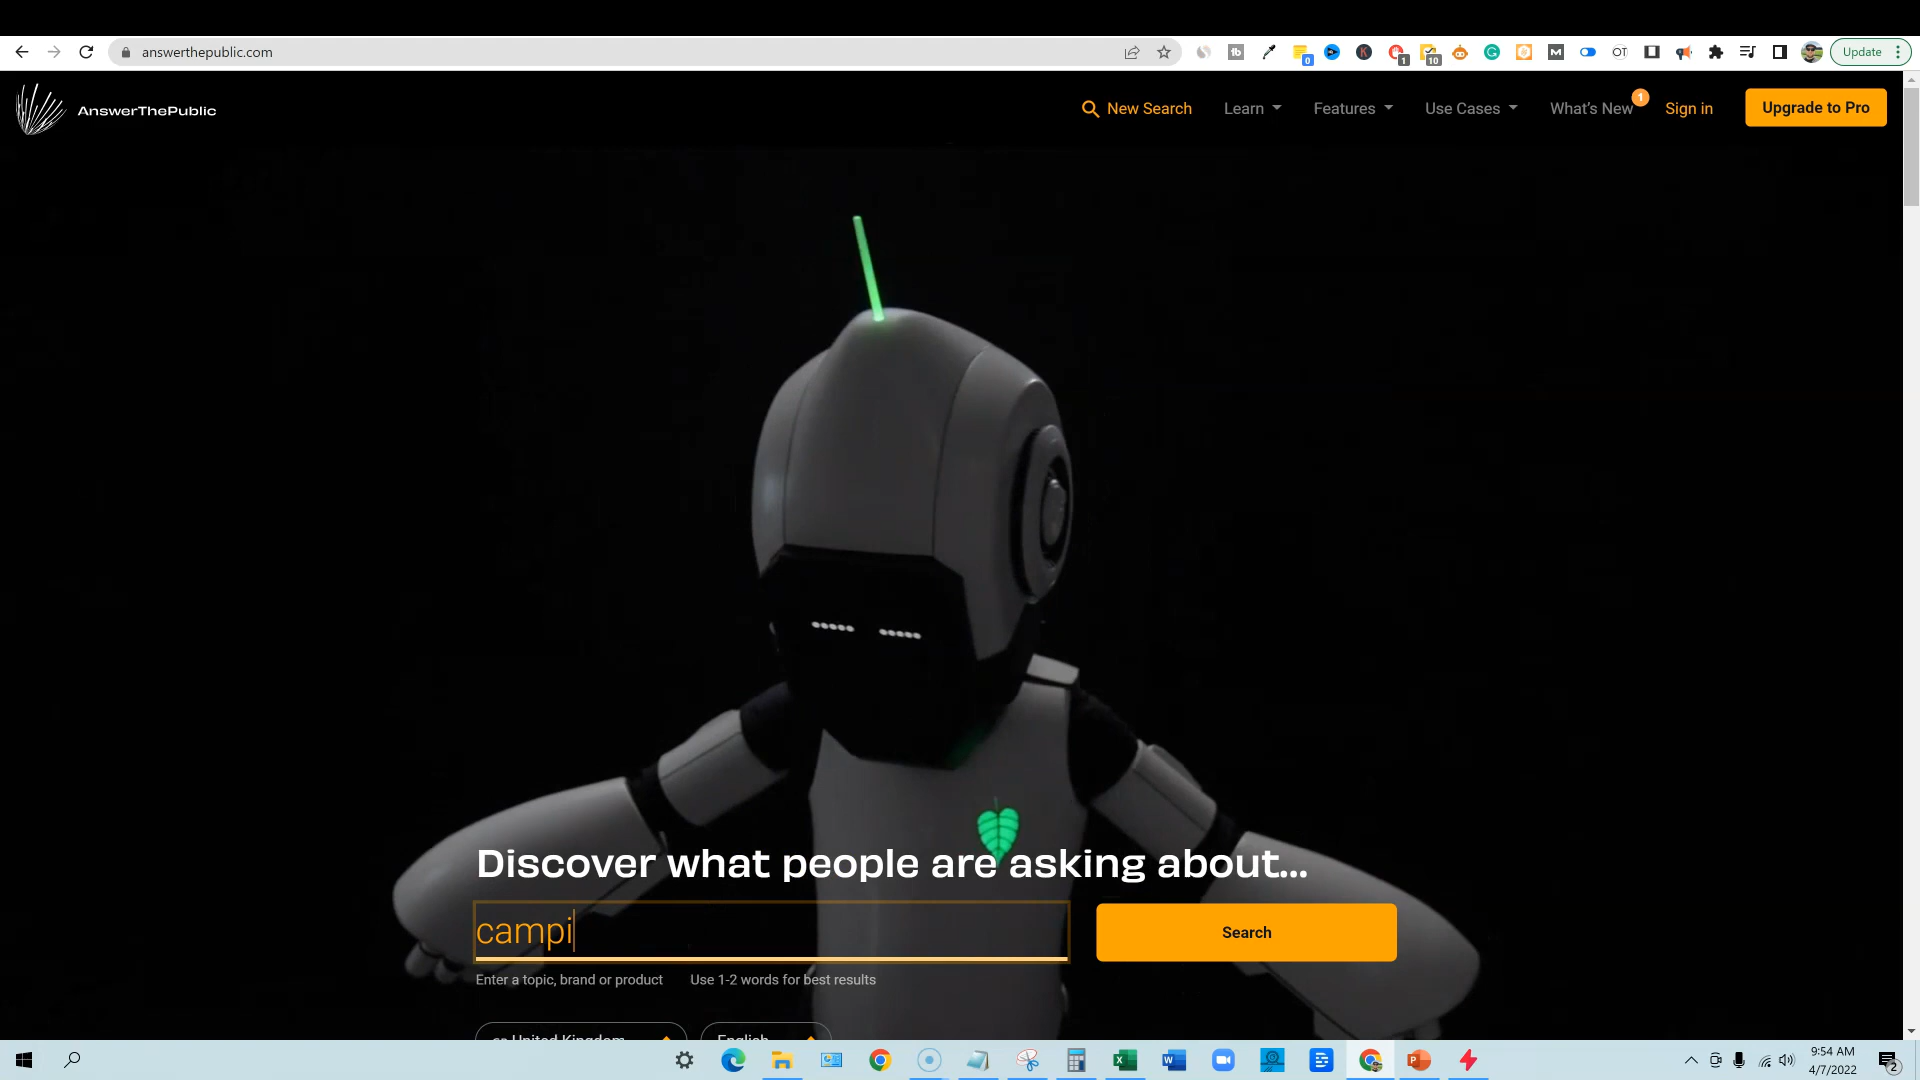 answerthepublic.com
Update
AnswerThePublic
New Search
Learn
Features
Use Cases
What's New
1
Sign in
Upgrade to Pro
Discover what people are asking about...
campi
Search
Enter a topic, brand or product
Use 1-2 words for best results
United Kingdom
English
9:54 AM
4/7/2022
2